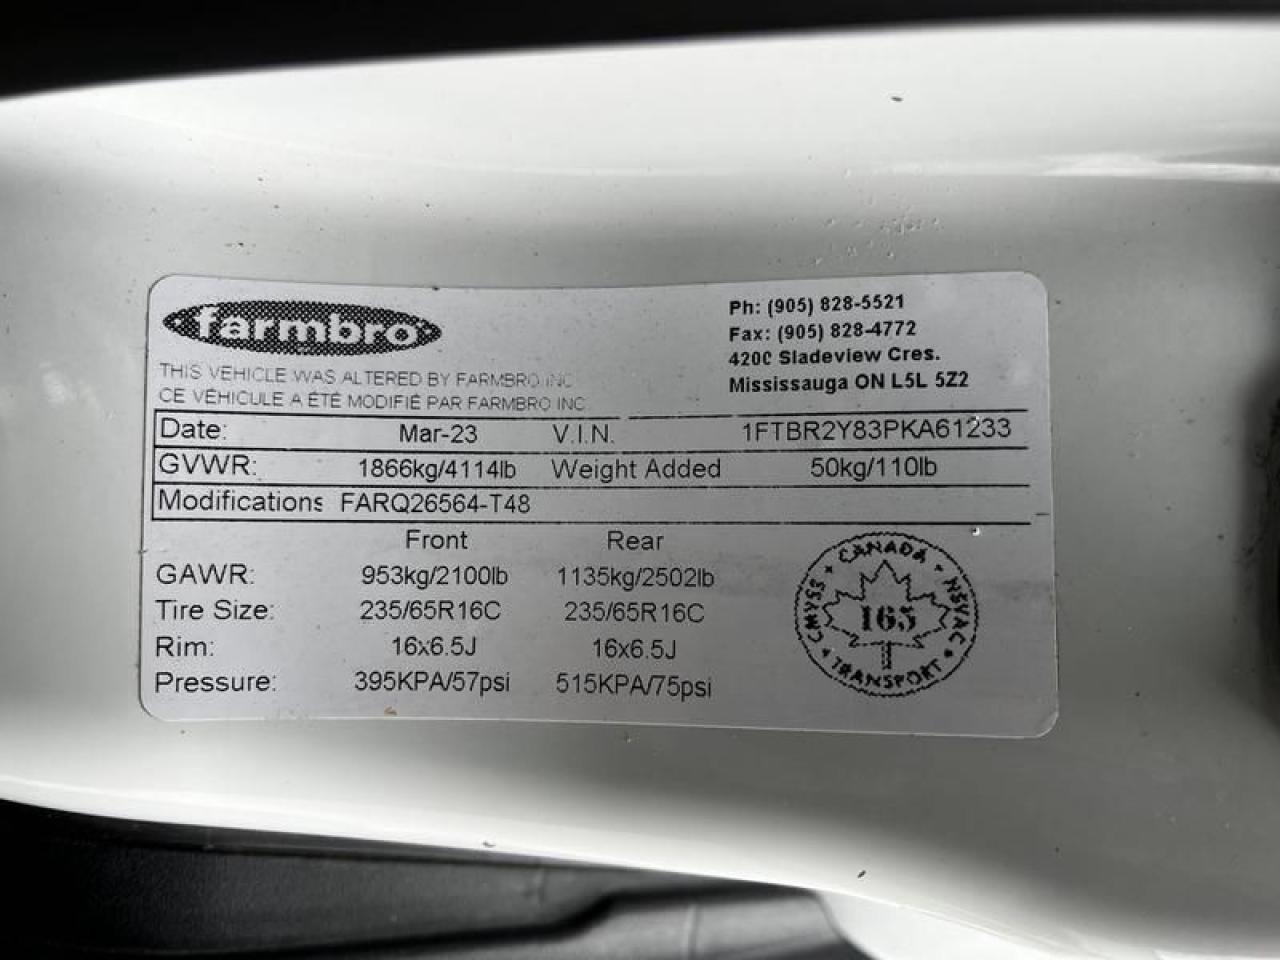 farmbro
Ph: (905) 828-5521
Fax: (905) 828-4772
4200 Sladeview Cres.
Mississauga ON L5L 5Z2
THIS VEHICLE WAS ALTERED BY FARMBRO INC
CE VÉHICULE A ÉTÉ MODIFIÉ PAR FARMBRO INC
Date: Mar-23 V.I.N. 1FTBR2Y83PKA61233
GVWR: 1866kg/4114lb Weight Added 50kg/110lb
Modifications FARQ26564-T48
Front Rear
GAWR: 953kg/2100lb 1135kg/2502lb
Tire Size: 235/65R16C 235/65R16C
Rim: 16x6.5J 16x6.5J
Pressure: 395KPA/57psi 515KPA/75psi
CANADA
CMVSS 165 NSVAC
TRANSPORT